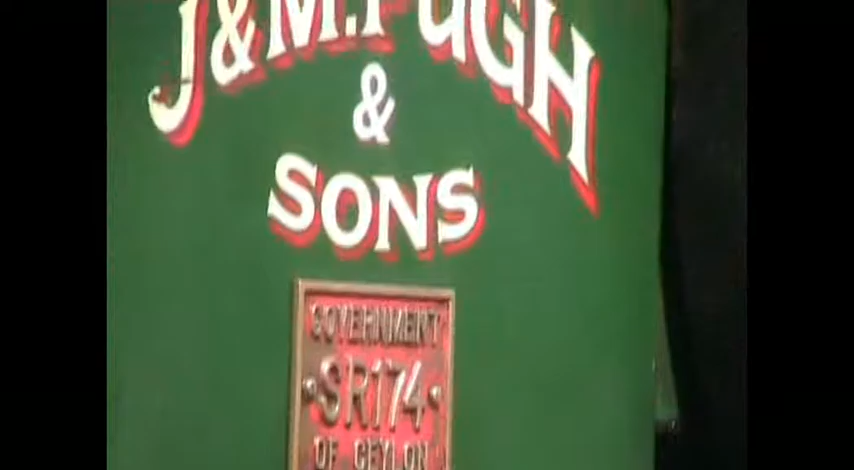 J&M.PUGH
&
SONS
GOVERNMENT
SR174
OF CEYLON